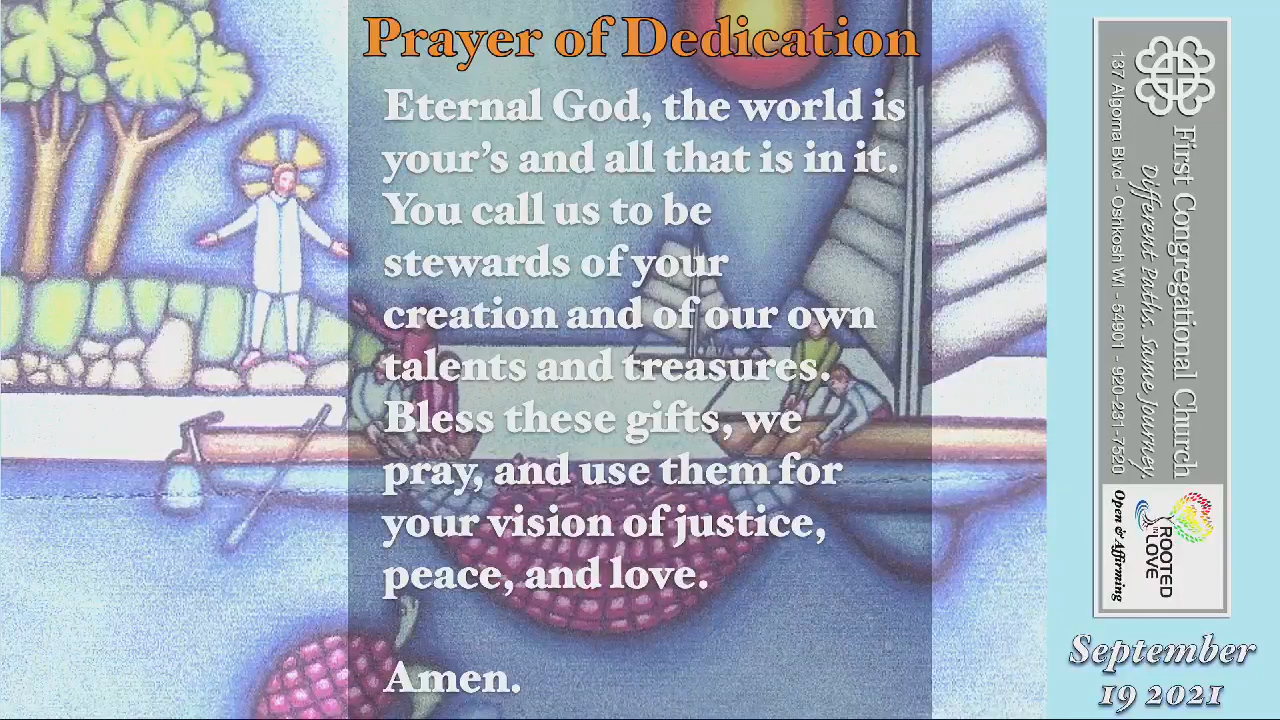 Prayer of Dedication
Eternal God, the world is
your's and all that is in it.
You call us to be
stewards of your
creation and of our own
talents and treasures.
Bless these gifts, we
pray, and use them for
your vision of justice,
peace, and love.
Amen.
First Congregational Church
Different Paths, Same Journey.
137 Algoma Blvd - Oshkosh WI - 54901 - 920-231-7520
ROOTED
IN
LOVE
Open & Affirming
September
19 2021